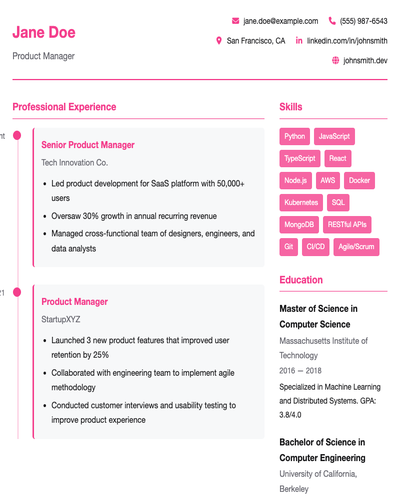 Jane Doe
Product Manager
jane.doe@example.com (555) 987-6543
San Francisco, CA linkedin.com/in/johnsmith
johnsmith.dev
Professional Experience
Senior Product Manager
Tech Innovation Co.
• Led product development for SaaS platform with 50,000+
users
• Oversaw 30% growth in annual recurring revenue
• Managed cross-functional team of designers, engineers, and
data analysts
Product Manager
StartupXYZ
• Launched 3 new product features that improved user
retention by 25%
• Collaborated with engineering team to implement agile
methodology
• Conducted customer interviews and usability testing to
improve product experience
Skills
Python JavaScript
TypeScript React
Node.js AWS Docker
Kubernetes SQL
MongoDB RESTful APIs
Git CI/CD Agile/Scrum
Education
Master of Science in
Computer Science
Massachusetts Institute of
Technology
2016 — 2018
Specialized in Machine Learning
and Distributed Systems. GPA:
3.8/4.0
Bachelor of Science in
Computer Engineering
University of California,
Berkeley